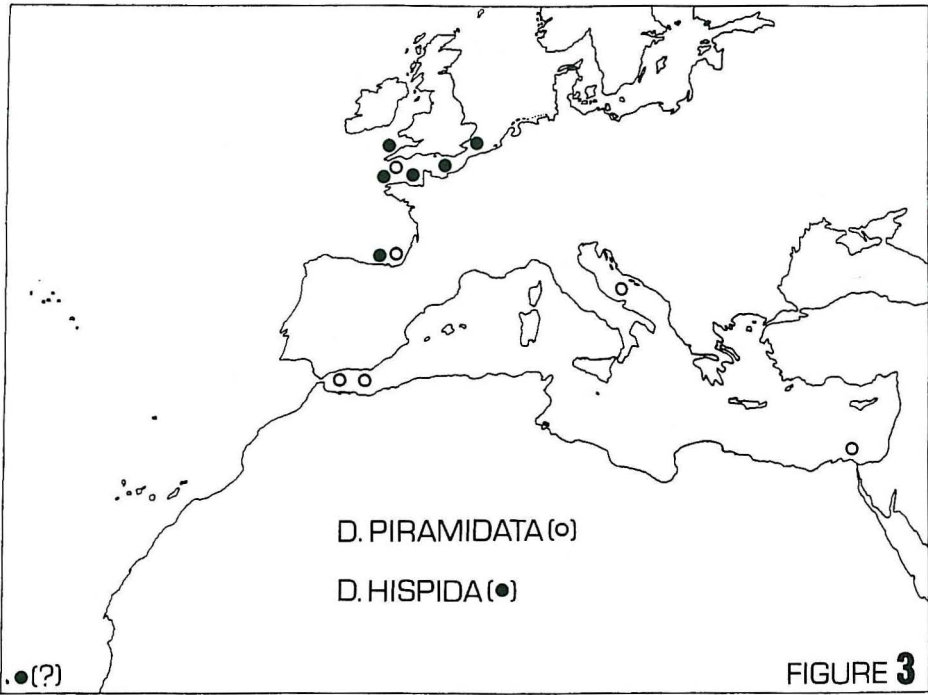 D. PIRAMIDATA (○)
D. HISPIDA (●)
●(?)
FIGURE 3